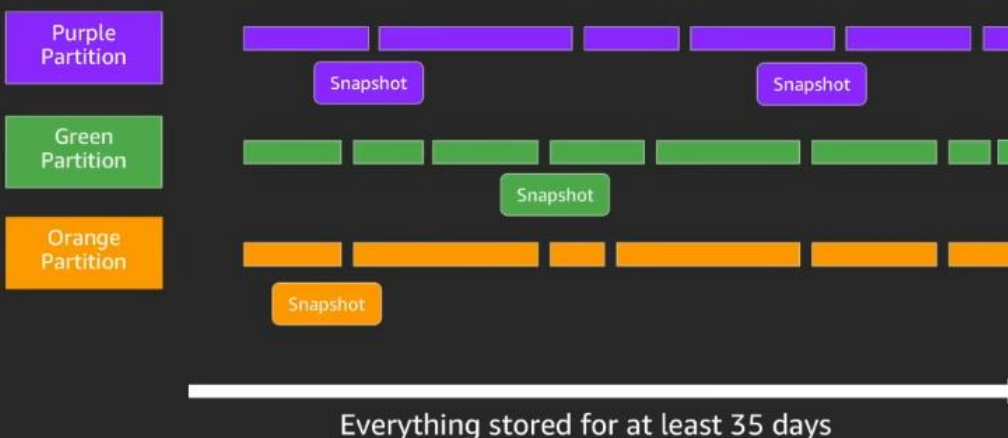 Purple
Partition
Snapshot
Snapshot
Green
Partition
Snapshot
Orange
Partition
Snapshot
Everything stored for at least 35 days